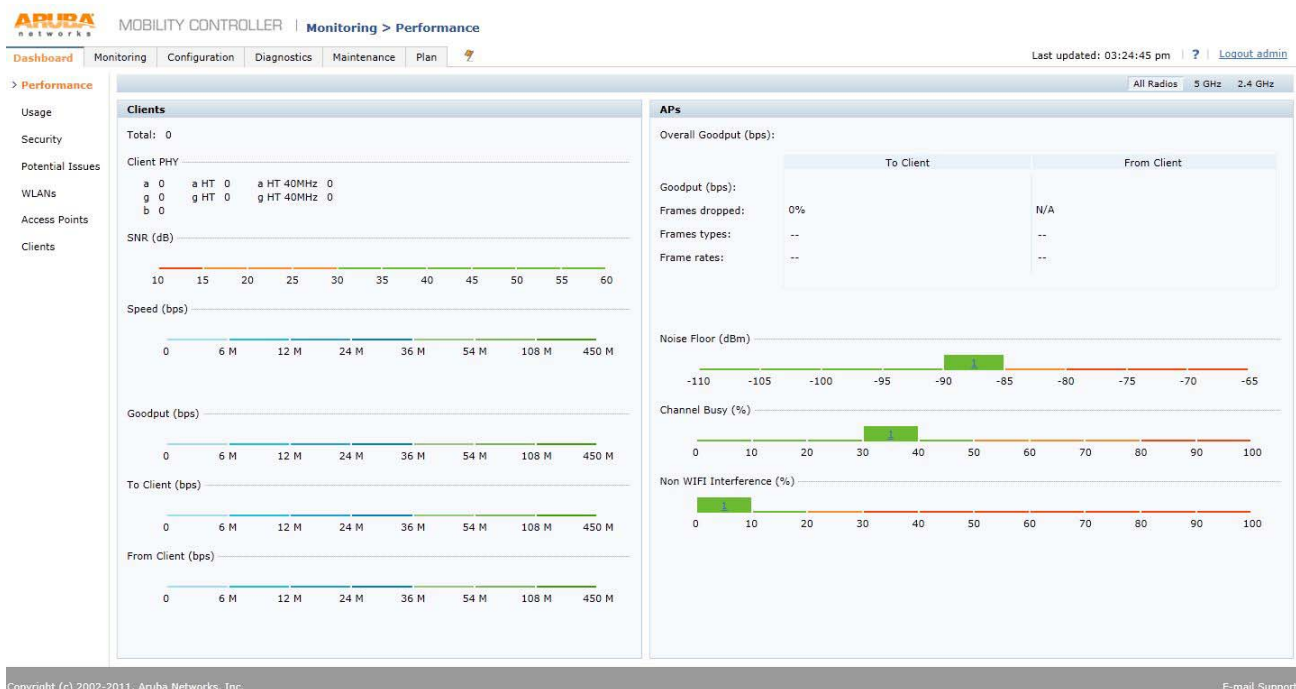 ARUBA
networks
MOBILITY CONTROLLER | Monitoring > Performance
Dashboard Monitoring Configuration Diagnostics Maintenance Plan
Last updated: 03:24:45 pm | ? | Logout admin
> Performance
Usage
Security
Potential Issues
WLANs
Access Points
Clients
All Radios 5 GHz 2.4 GHz
Clients
Total: 0
Client PHY
a 0 a HT 0 a HT 40MHz 0
g 0 g HT 0 g HT 40MHz 0
b 0
SNR (dB)
10 15 20 25 30 35 40 45 50 55 60
Speed (bps)
0 6 M 12 M 24 M 36 M 54 M 108 M 450 M
Goodput (bps)
0 6 M 12 M 24 M 36 M 54 M 108 M 450 M
To Client (bps)
0 6 M 12 M 24 M 36 M 54 M 108 M 450 M
From Client (bps)
0 6 M 12 M 24 M 36 M 54 M 108 M 450 M
APs
Overall Goodput (bps):
To Client From Client
Goodput (bps):
Frames dropped: 0% N/A
Frames types: -- --
Frame rates: -- --
Noise Floor (dBm)
1
-110 -105 -100 -95 -90 -85 -80 -75 -70 -65
Channel Busy (%)
1
0 10 20 30 40 50 60 70 80 90 100
Non WIFI Interference (%)
1
0 10 20 30 40 50 60 70 80 90 100
Copyright (c) 2002-2011, Aruba Networks, Inc.
E-mail Support